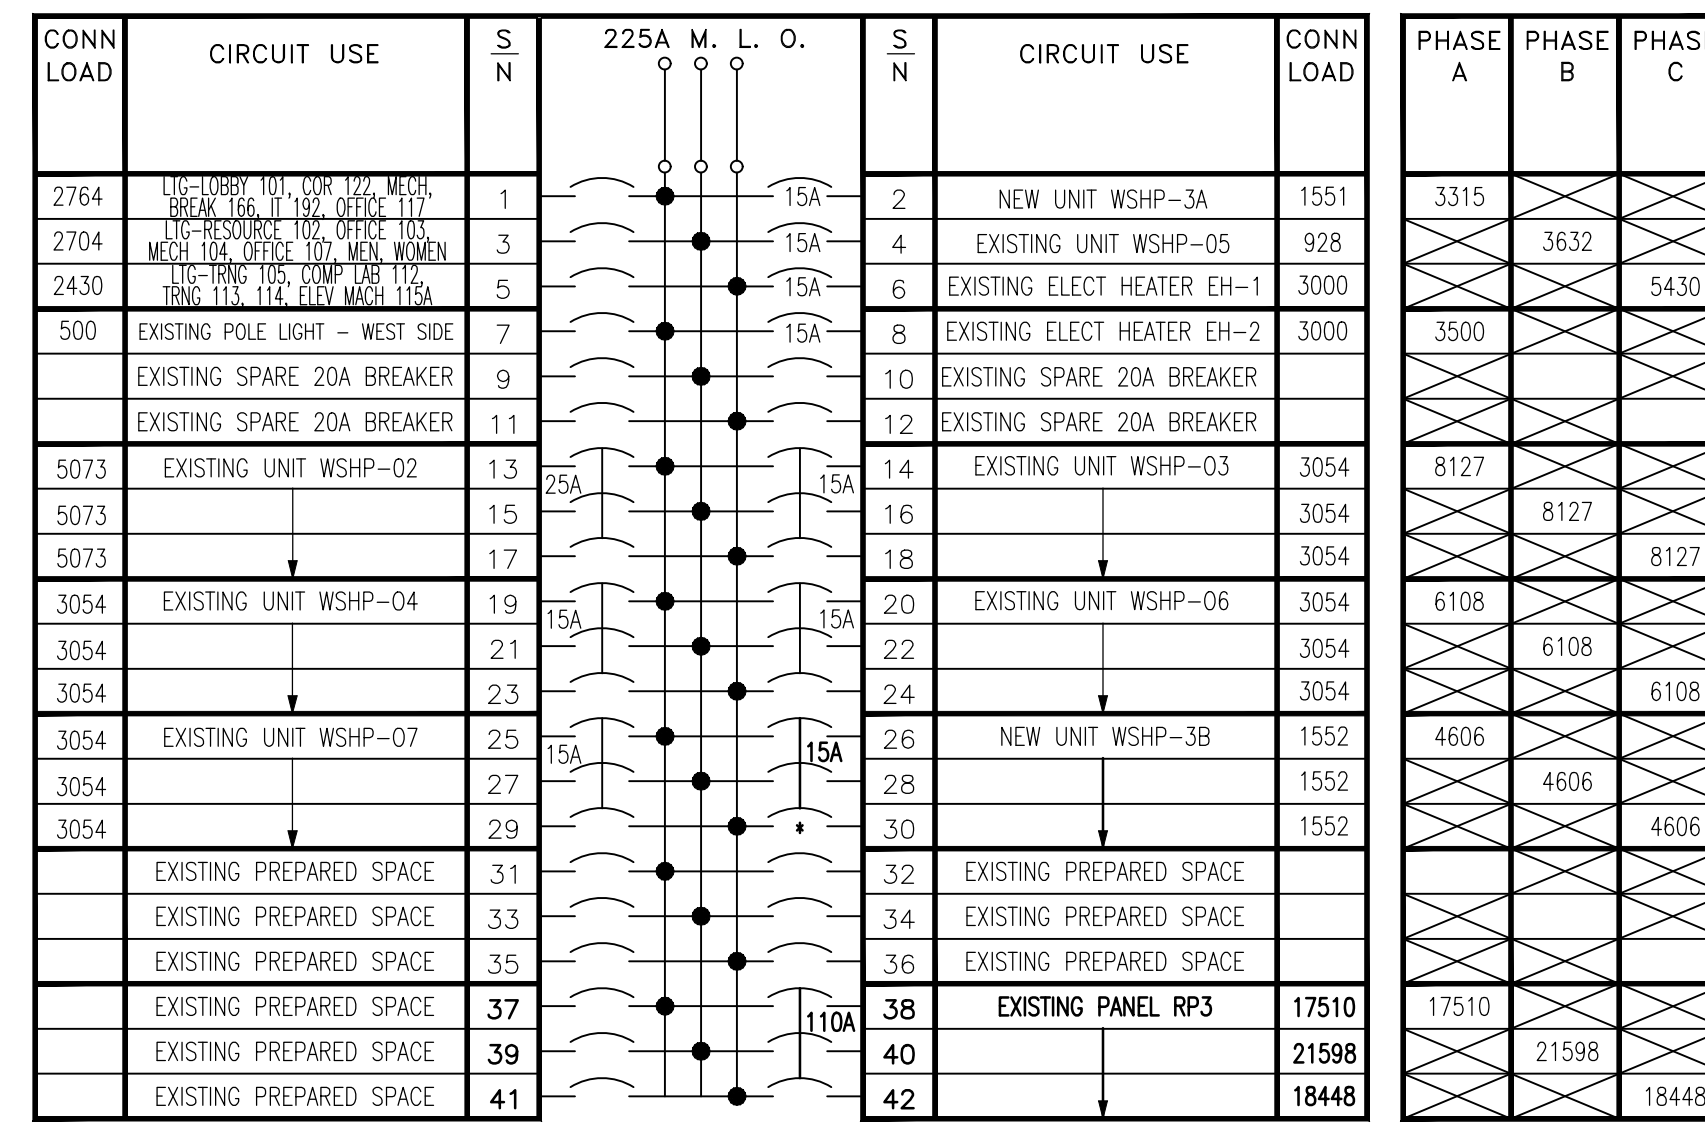 CONN LOAD CIRCUIT USE S/N 225A M. L. O. S/N CIRCUIT USE CONN LOAD PHASE A PHASE B PHAS C
2764 LTG-LOBBY 101, COR 122, MECH, BREAK 166, IT 192, OFFICE 117 1 15A 2 NEW UNIT WSHP-3A 1551 3315
2704 LTG-RESOURCE 102, OFFICE 103, MECH 104, OFFICE 107, MEN, WOMEN 3 15A 4 EXISTING UNIT WSHP-05 928 3632
2430 LTG-TRNG 105, COMP LAB 112, TRNG 113, 114, ELEV MACH 115A 5 15A 6 EXISTING ELECT HEATER EH-1 3000 5430
500 EXISTING POLE LIGHT - WEST SIDE 7 15A 8 EXISTING ELECT HEATER EH-2 3000 3500
EXISTING SPARE 20A BREAKER 9 10 EXISTING SPARE 20A BREAKER
EXISTING SPARE 20A BREAKER 11 12 EXISTING SPARE 20A BREAKER
5073 EXISTING UNIT WSHP-02 13 25A 15A 14 EXISTING UNIT WSHP-03 3054 8127
5073 15 16 3054 8127
5073 17 18 3054 8127
3054 EXISTING UNIT WSHP-04 19 15A 15A 20 EXISTING UNIT WSHP-06 3054 6108
3054 21 22 3054 6108
3054 23 24 3054 6108
3054 EXISTING UNIT WSHP-07 25 15A 15A 26 NEW UNIT WSHP-3B 1552 4606
3054 27 28 1552 4606
3054 29 * 30 1552 4606
EXISTING PREPARED SPACE 31 32 EXISTING PREPARED SPACE
EXISTING PREPARED SPACE 33 34 EXISTING PREPARED SPACE
EXISTING PREPARED SPACE 35 36 EXISTING PREPARED SPACE
EXISTING PREPARED SPACE 37 110A 38 EXISTING PANEL RP3 17510 17510
EXISTING PREPARED SPACE 39 40 21598 21598
EXISTING PREPARED SPACE 41 42 18448 18448